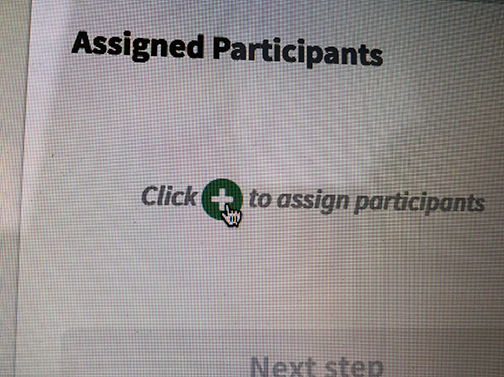 Assigned Participants
Click + to assign participants
Next step